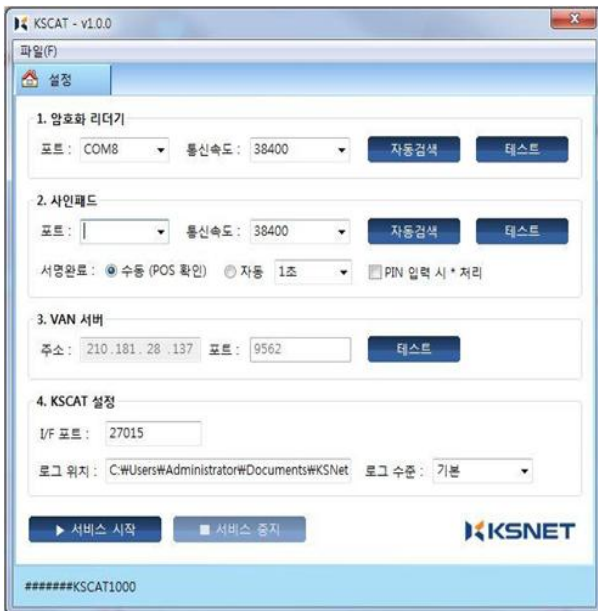 KSCAT - v1.0.0
파일(F)
설정
1. 암호화 리더기
포트 : COM8 통신속도 : 38400 자동검색 테스트
2. 사인패드
포트 : 통신속도 : 38400 자동검색 테스트
서명완료 : 수동 (POS 확인) 자동 1초 PIN 입력 시 * 처리
3. VAN 서버
주소 : 210 .181 . 28 .137 포트 : 9562 테스트
4. KSCAT 설정
I/F 포트 : 27015
로그 위치 : C:₩Users₩Administrator₩Documents₩KSNet 로그 수준 : 기본
▶ 서비스 시작 ■ 서비스 중지 KSNET
#######KSCAT1000